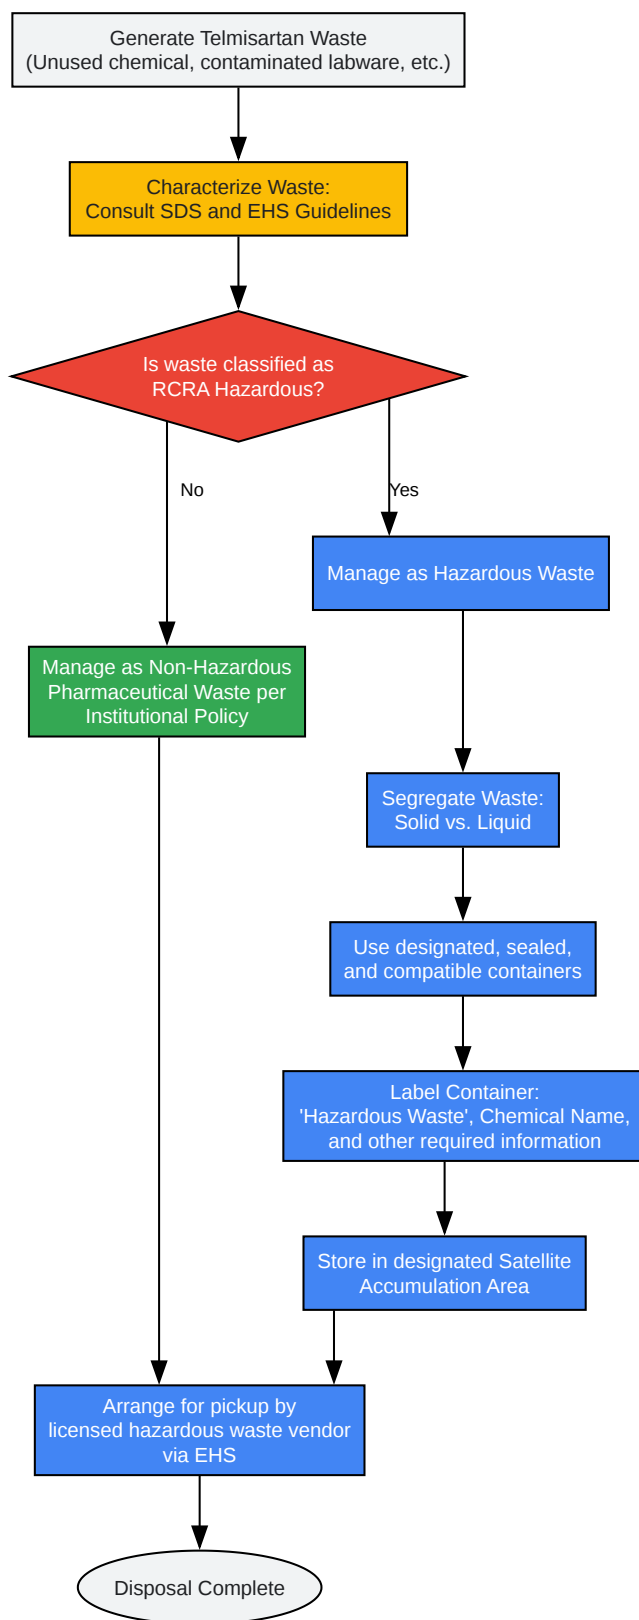 Generate Telmisartan Waste
(Unused chemical, contaminated labware, etc.)
Characterize Waste:
Consult SDS and EHS Guidelines
Is waste classified as
RCRA Hazardous?
No
Yes
Manage as Hazardous Waste
Manage as Non-Hazardous
Pharmaceutical Waste per
Institutional Policy
Segregate Waste:
Solid vs. Liquid
Use designated, sealed,
and compatible containers
Label Container:
'Hazardous Waste', Chemical Name,
and other required information
Store in designated Satellite
Accumulation Area
Arrange for pickup by
licensed hazardous waste vendor
via EHS
Disposal Complete